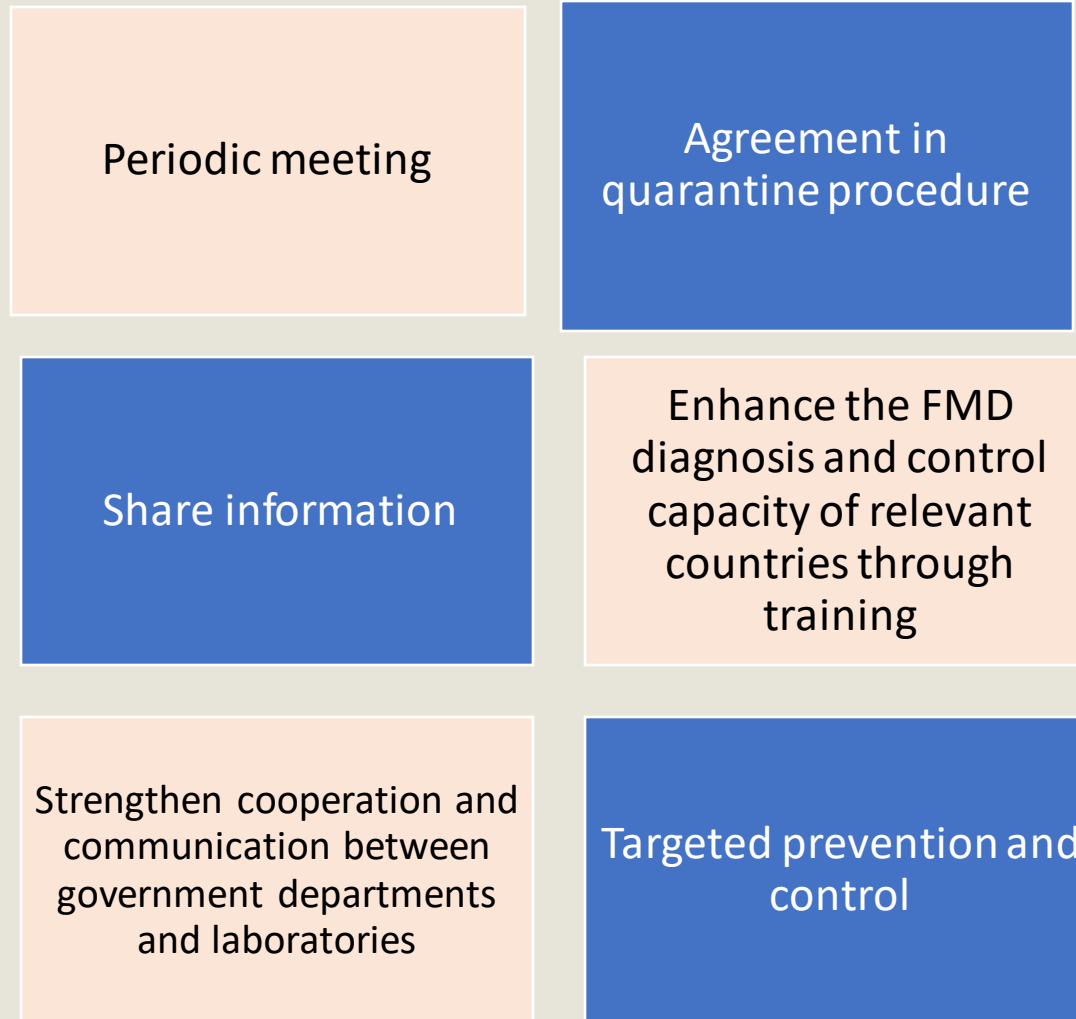 Periodic meeting
Agreement in
quarantine procedure
Share information
Enhance the FMD
diagnosis and control
capacity of relevant
countries through
training
Strengthen cooperation and
communication between
government departments
and laboratories
Targeted prevention and
control